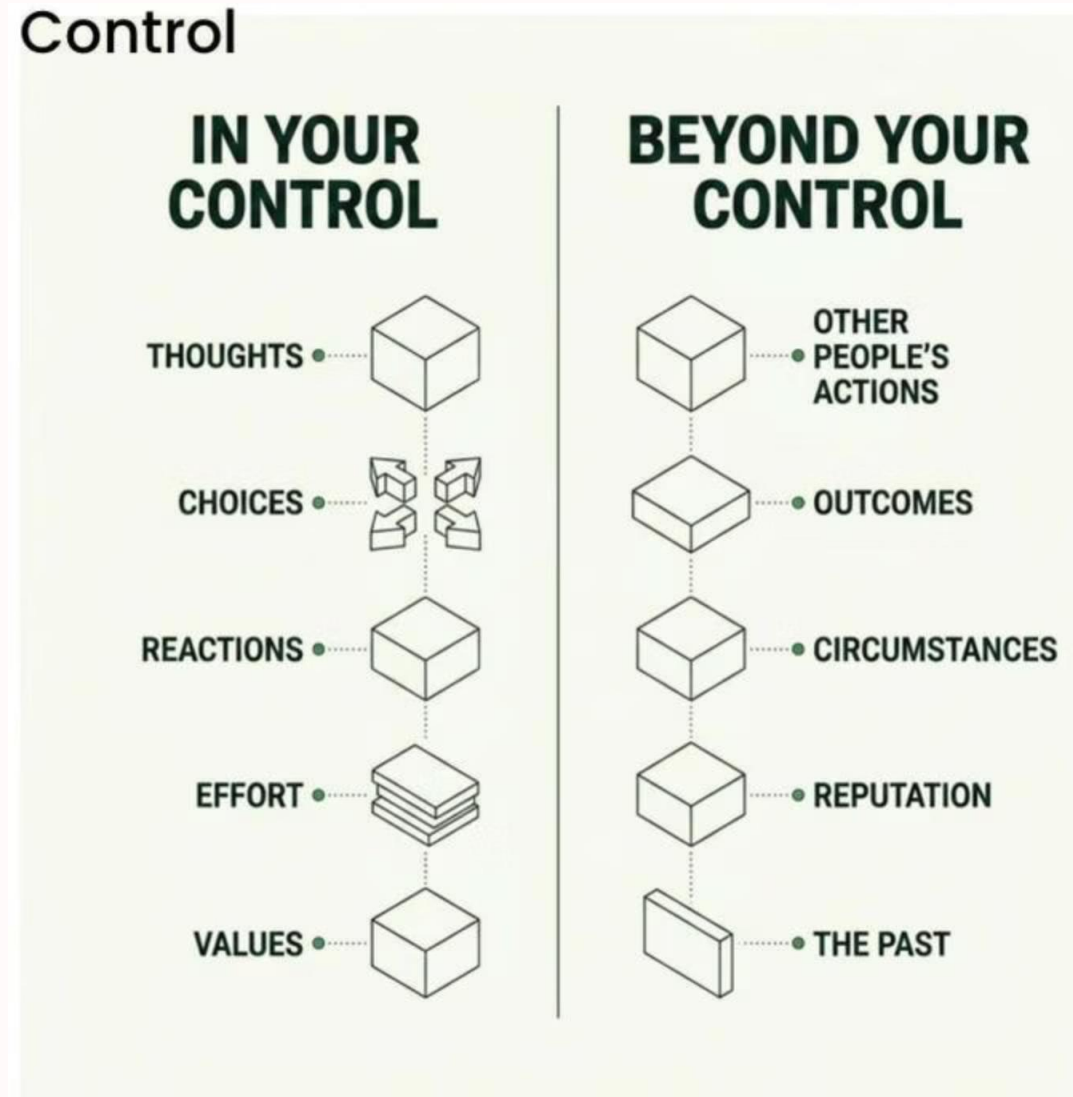 Control
IN YOUR
CONTROL
THOUGHTS
CHOICES
REACTIONS
EFFORT
VALUES
BEYOND YOUR
CONTROL
OTHER
PEOPLE'S
ACTIONS
OUTCOMES
CIRCUMSTANCES
REPUTATION
THE PAST